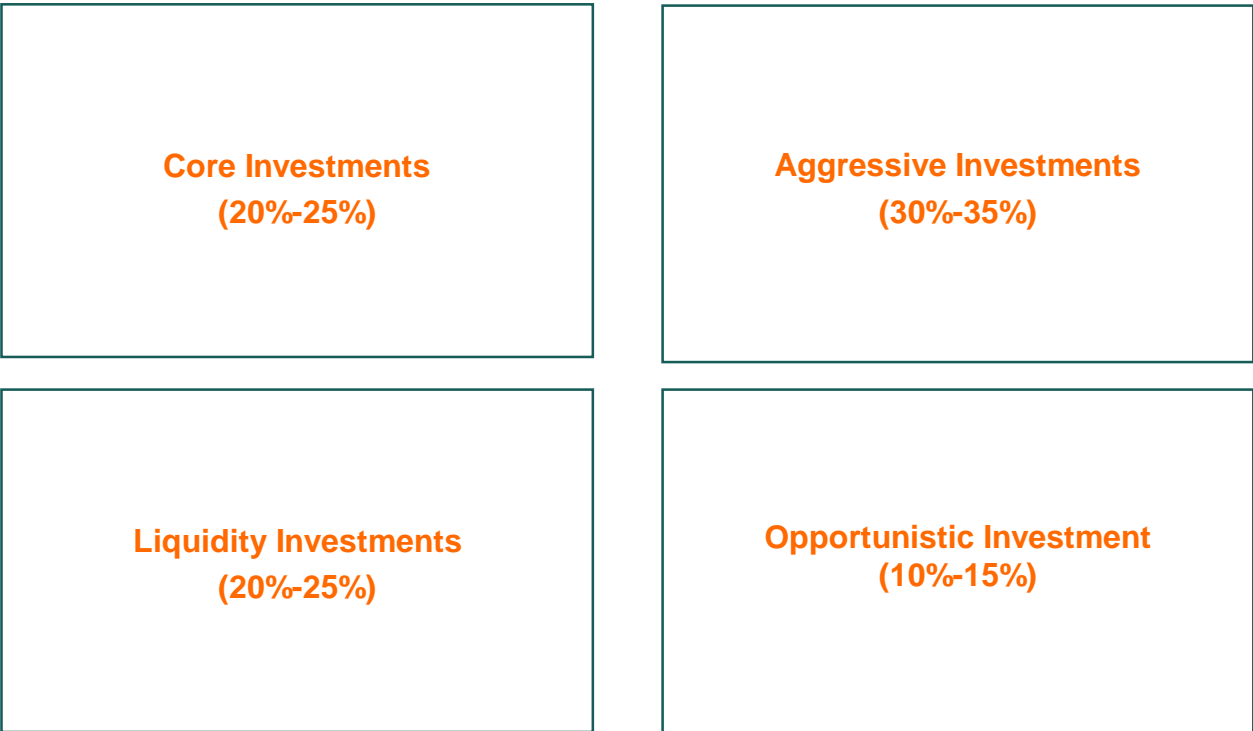 Core Investments
(20%-25%)
Aggressive Investments
(30%-35%)
Liquidity Investments
(20%-25%)
Opportunistic Investment
(10%-15%)